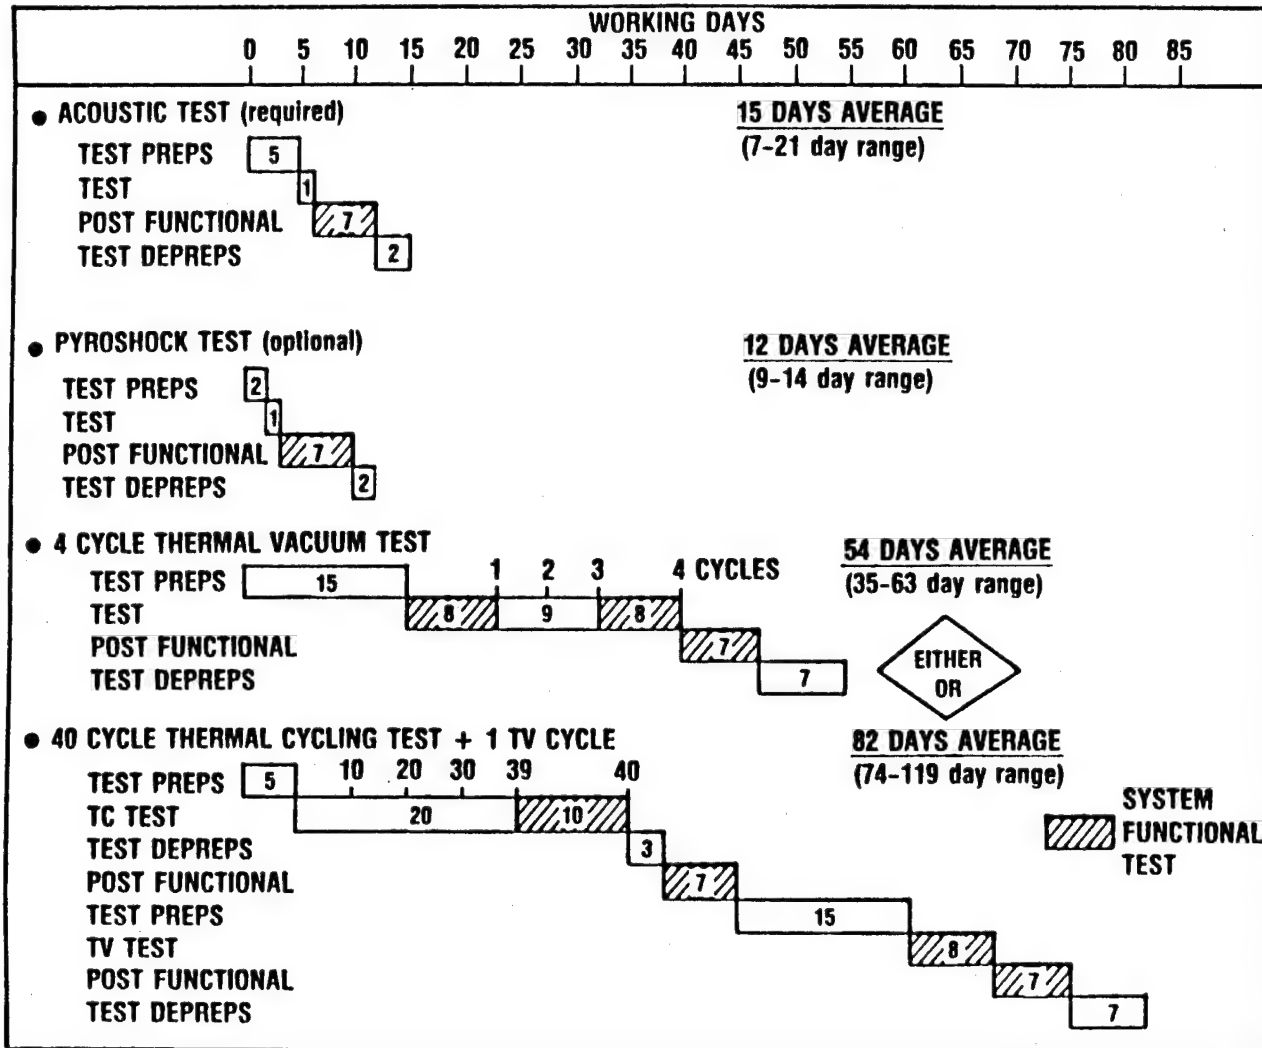 WORKING DAYS
0 5 10 15 20 25 30 35 40 45 50 55 60 65 70 75 80 85
● ACOUSTIC TEST (required)
15 DAYS AVERAGE
(7-21 day range)
TEST PREPS 5
TEST 1
POST FUNCTIONAL 7
TEST DEPREPS 2
● PYROSHOCK TEST (optional)
12 DAYS AVERAGE
(9-14 day range)
TEST PREPS 2
TEST 1
POST FUNCTIONAL 7
TEST DEPREPS 2
● 4 CYCLE THERMAL VACUUM TEST
54 DAYS AVERAGE
(35-63 day range)
TEST PREPS 15 1 2 3 4 CYCLES
TEST 8 9 8
POST FUNCTIONAL 7
TEST DEPREPS 7
EITHER
OR
● 40 CYCLE THERMAL CYCLING TEST + 1 TV CYCLE
82 DAYS AVERAGE
(74-119 day range)
TEST PREPS 5 10 20 30 39 40
TC TEST 20 10
TEST DEPREPS 3
POST FUNCTIONAL 7
TEST PREPS 15
TV TEST 8
POST FUNCTIONAL 7
TEST DEPREPS 7
SYSTEM
FUNCTIONAL
TEST